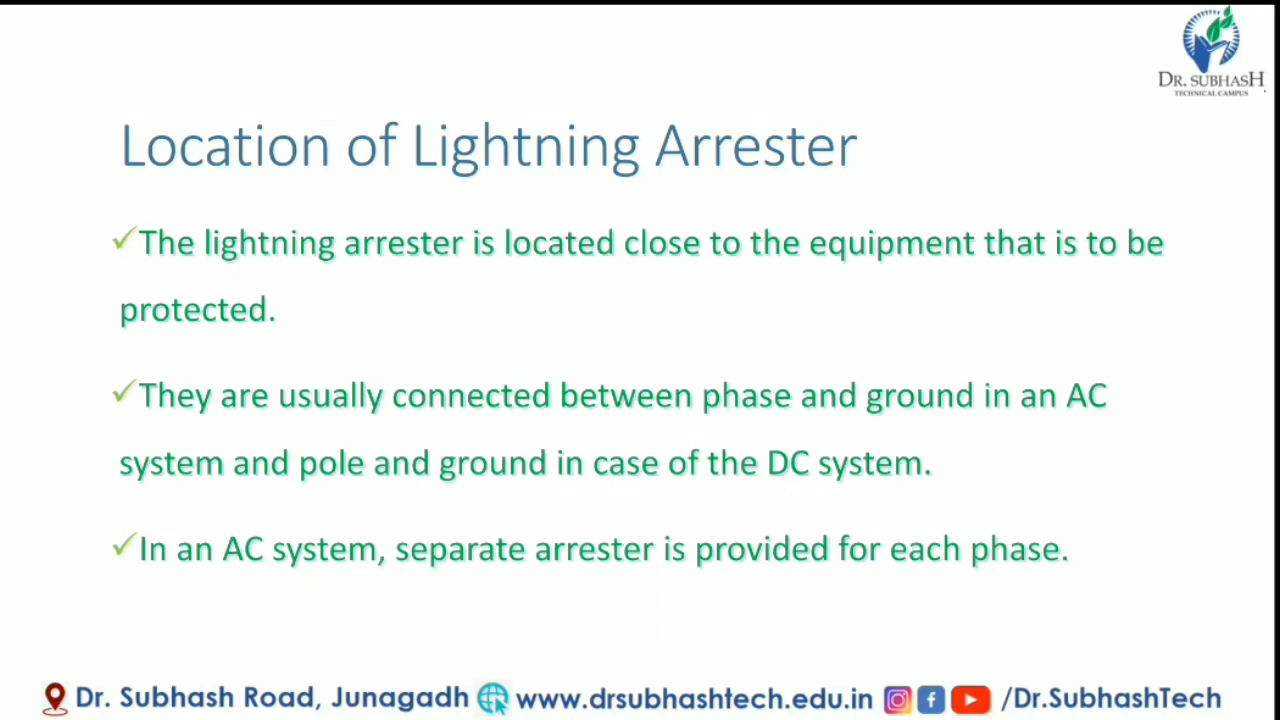 DR. SUBHASH
TECHNICAL CAMPUS
Location of Lightning Arrester
✓The lightning arrester is located close to the equipment that is to be
protected.
✓They are usually connected between phase and ground in an AC
system and pole and ground in case of the DC system.
✓In an AC system, separate arrester is provided for each phase.
Dr. Subhash Road, Junagadh www.drsubhashtech.edu.in /Dr.SubhashTech